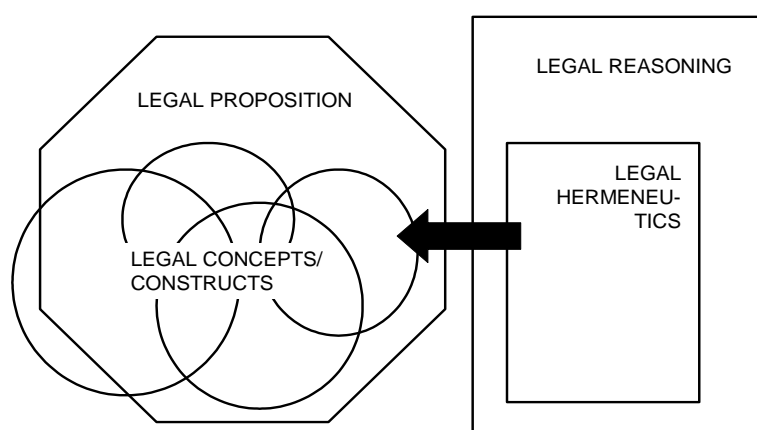 LEGAL PROPOSITION
LEGAL CONCEPTS/
CONSTRUCTS
LEGAL REASONING
LEGAL
HERMENEU-
TICS